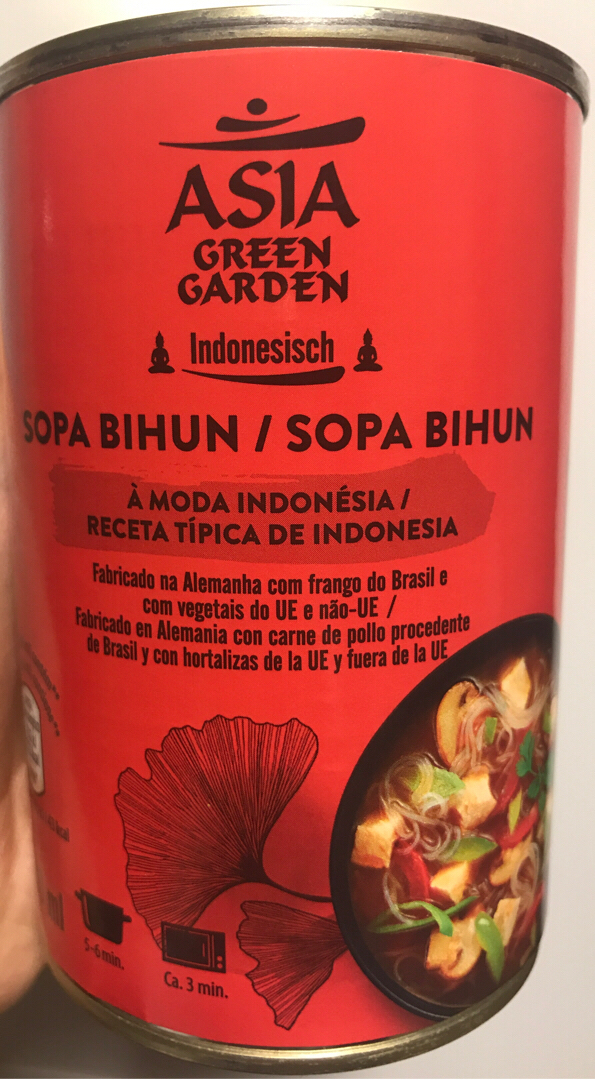 ASIA
GREEN
GARDEN
Indonesisch
SOPA BIHUN / SOPA BIHUN
À MODA INDONÉSIA /
RECETA TÍPICA DE INDONESIA
Fabricado na Alemanha com frango do Brasil e
com vegetais do UE e não-UE /
Fabricado en Alemania con carne de pollo procedente
de Brasil y con hortalizas de la UE y fuera de la UE
kcal
ml
5-6 min.
Ca. 3 min.